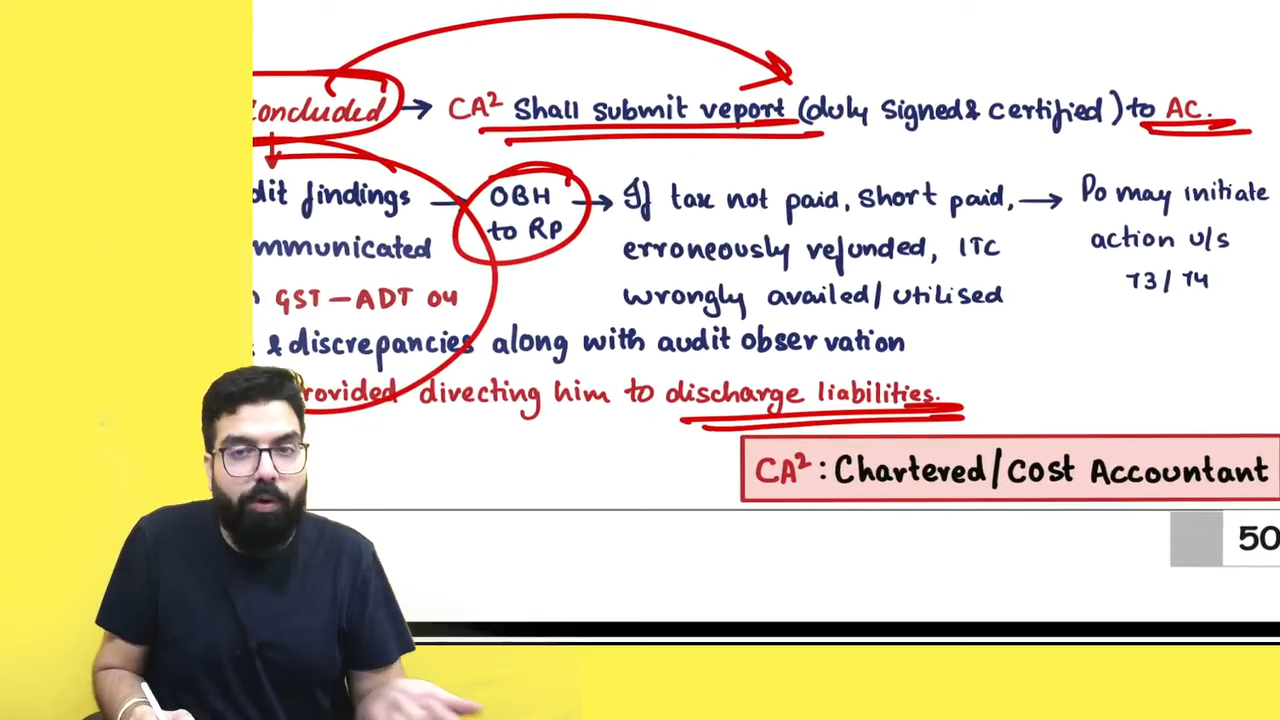 concluded → CA² Shall submit report (duly Signed & certified) to AC.
dit findings → OBH → If tax not paid, short paid, → PO may initiate
to RP
mmunicated erroneously refunded, ITC action u/s
GST-ADT 04 wrongly availed/utilised 73/74
& discrepancies along with audit observation
rovided directing him to discharge liabilities.
CA² : Chartered/Cost Accountant
50